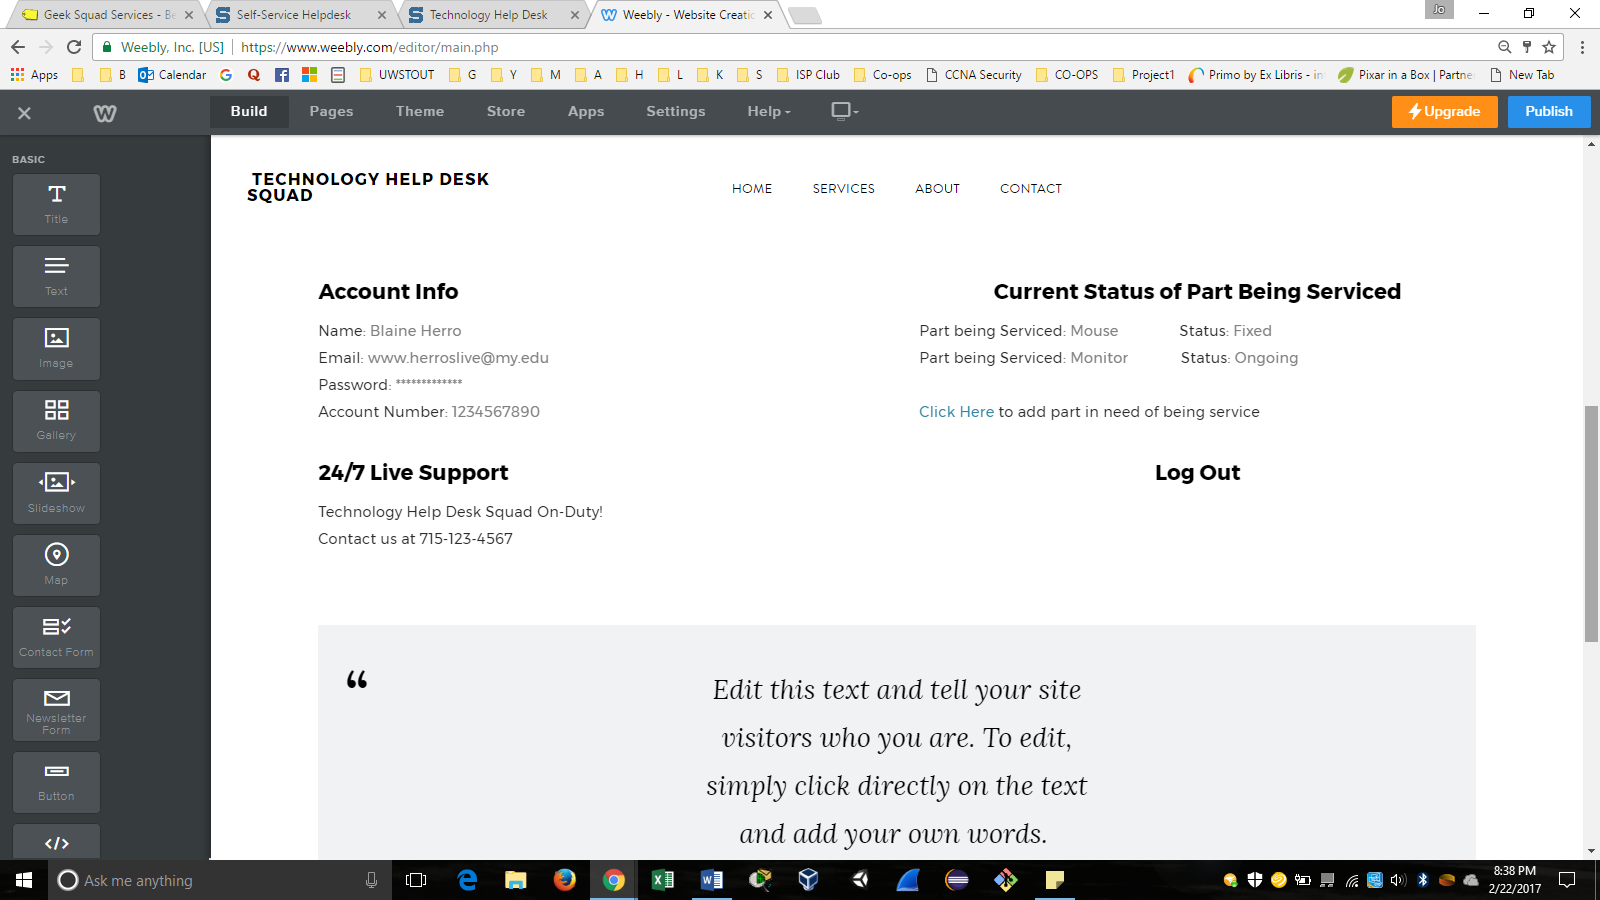 Geek Squad Services - Be
Self-Service Helpdesk
Technology Help Desk
Weebly - Website Creatio
Jo
Weebly, Inc. [US]
https://www.weebly.com/editor/main.php
Apps
B
Calendar
UWSTOUT
G
Y
M
A
H
L
K
S
ISP Club
Co-ops
CCNA Security
CO-OPS
Project1
Primo by Ex Libris - in
Pixar in a Box | Partne
New Tab
Build
Pages
Theme
Store
Apps
Settings
Help
Upgrade
Publish
BASIC
Title
Text
Image
Gallery
Slideshow
Map
Contact Form
Newsletter
Form
Button
TECHNOLOGY HELP DESK
SQUAD
HOME
SERVICES
ABOUT
CONTACT
Account Info
Name: Blaine Herro
Email: www.herroslive@my.edu
Password: *************
Account Number: 1234567890
Current Status of Part Being Serviced
Part being Serviced: Mouse Status: Fixed
Part being Serviced: Monitor Status: Ongoing
Click Here to add part in need of being service
24/7 Live Support
Technology Help Desk Squad On-Duty!
Contact us at 715-123-4567
Log Out
“
Edit this text and tell your site
visitors who you are. To edit,
simply click directly on the text
and add your own words.
Ask me anything
8:38 PM
2/22/2017